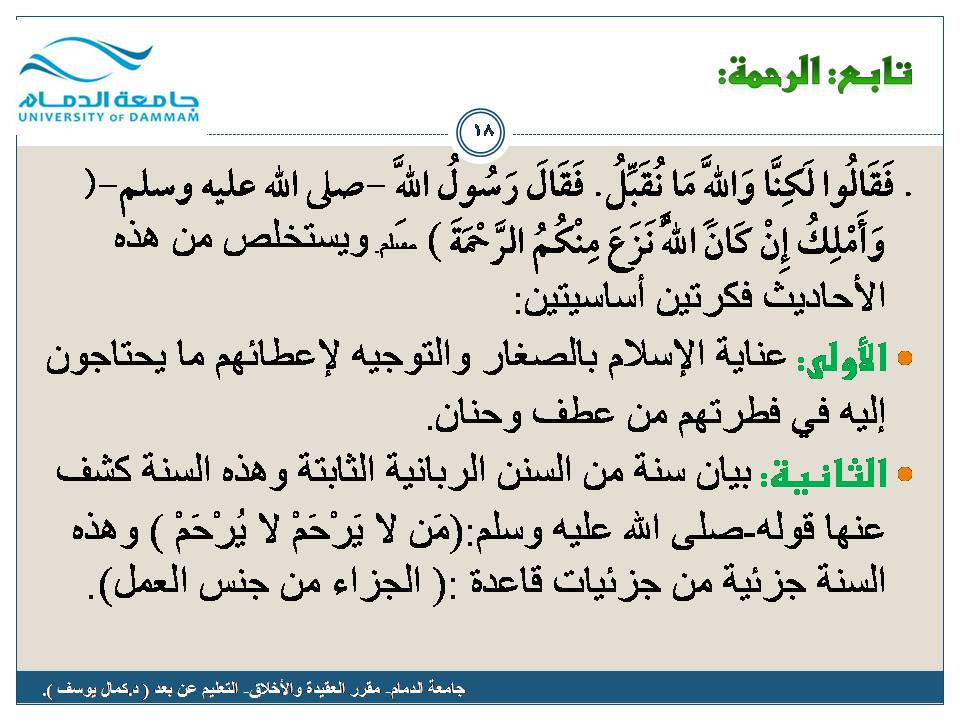 تابع: الرحمة:
جامعة الدمام
UNIVERSITY OF DAMMAM
١٨
. فَقَالُوا لَكِنَّا وَاللَّهِ مَا نُقَبِّلُ. فَقَالَ رَسُولُ اللَّهِ –صلى الله عليه وسلم–(
وَأَمْلِكُ إِنْ كَانَ اللَّهُ نَزَعَ مِنْكُمُ الرَّحْمَةَ ) مسلم. ويستخلص من هذه
الأحاديث فكرتين أساسيتين:
• الأولى: عناية الإسلام بالصغار والتوجيه لإعطائهم ما يحتاجون
إليه في فطرتهم من عطف وحنان.
• الثانية: بيان سنة من السنن الربانية الثابتة وهذه السنة كشف
عنها قوله-صلى الله عليه وسلم:(مَن لا يَرْحَمْ لا يُرْحَمْ ) وهذه
السنة جزئية من جزئيات قاعدة :( الجزاء من جنس العمل).
جامعة الدمام- مقرر العقيدة والأخلاق- التعليم عن بعد ( د.كمال يوسف ).